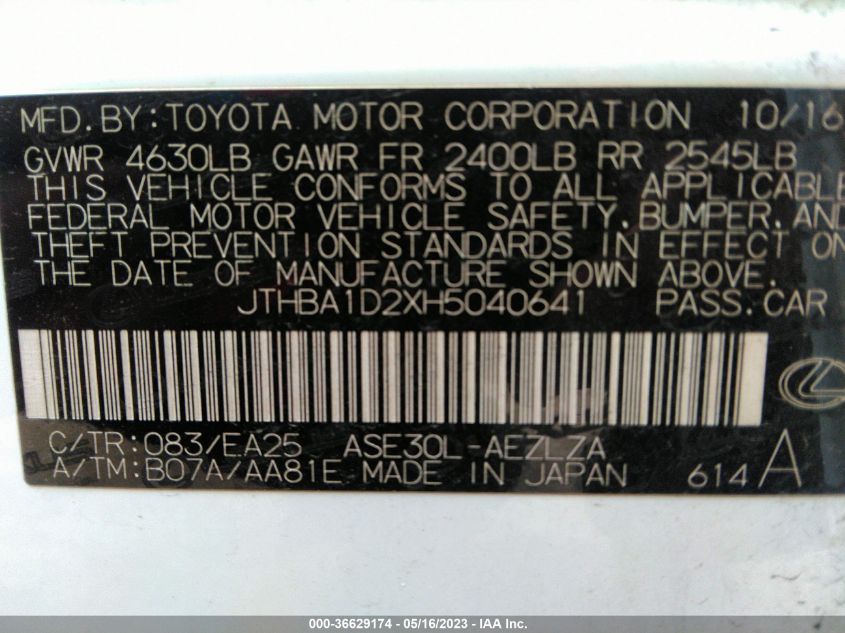 MFD.BY:TOYOTA MOTOR CORPORATION 10/16
GVWR 4630LB GAWR FR 2400LB RR 2545LB
THIS VEHICLE CONFORMS TO ALL APPLICABLE
FEDERAL MOTOR VEHICLE SAFETY,BUMPER,AND
THEFT PREVENTION STANDARDS IN EFFECT ON
THE DATE OF MANUFACTURE SHOWN ABOVE.
JTHBA1D2XH5040641 PASS.CAR
C/TR:083/EA25 ASE30L-AEZLZA
A/TM:B07A/AA81E MADE IN JAPAN 614 A
000-36629174 - 05/16/2023 - IAA Inc.